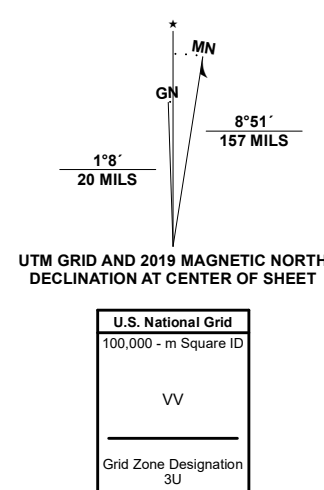 ★
MN
GN
8°51´
157 MILS
1°8´
20 MILS
UTM GRID AND 2019 MAGNETIC NORTH
DECLINATION AT CENTER OF SHEET
U.S. National Grid
100,000 - m Square ID
VV
Grid Zone Designation
3U